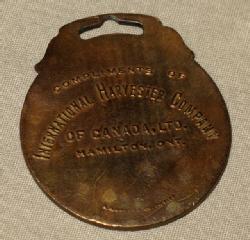 COMPLIMENTS OF
INTERNATIONAL HARVESTER COMPANY
OF CANADA, LTD.
HAMILTON, ONT.